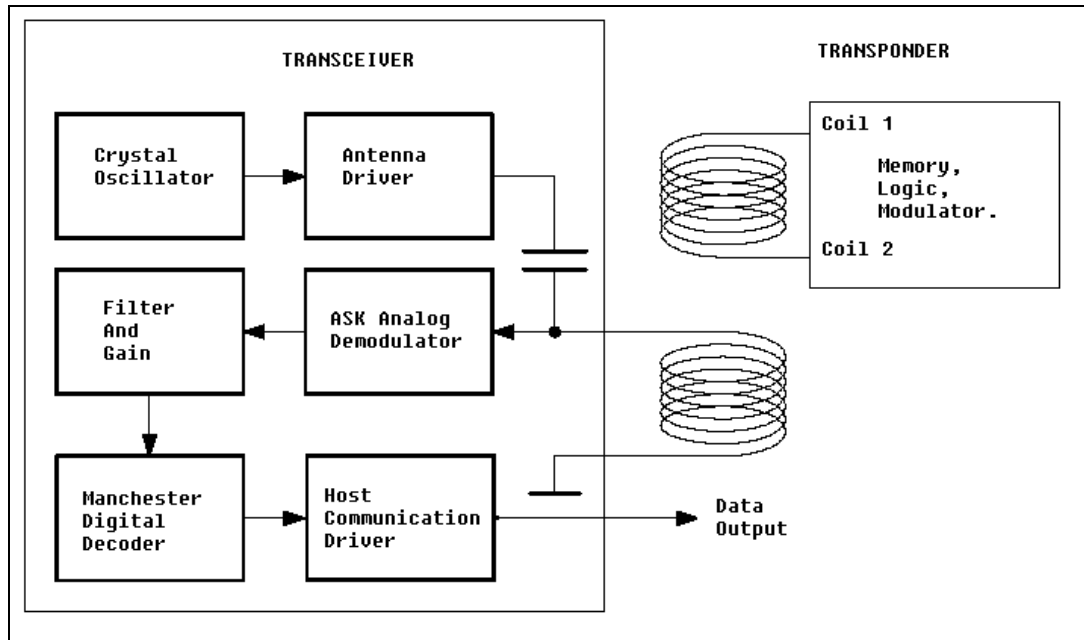 TRANSCEIVER
TRANSPONDER
Crystal
Oscillator
Antenna
Driver
Coil 1
Memory,
Logic,
Modulator.
Coil 2
Filter
And
Gain
ASK Analog
Demodulator
Manchester
Digital
Decoder
Host
Communication
Driver
Data
Output